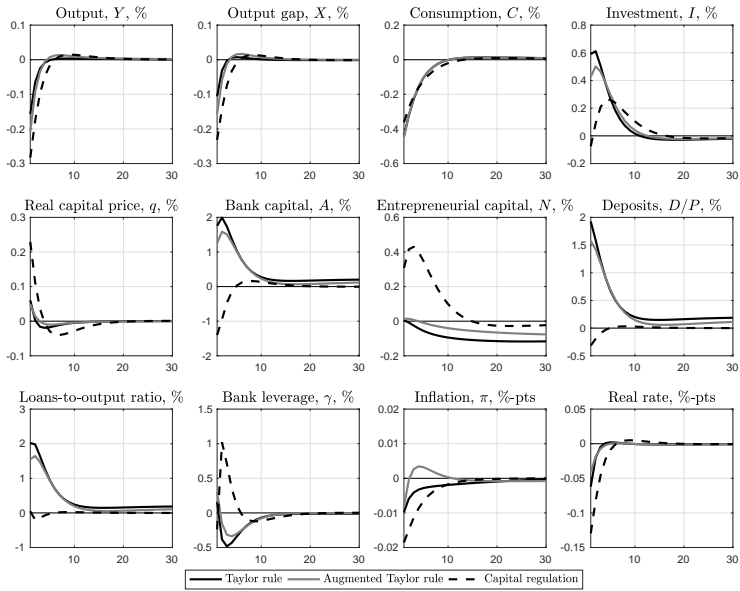 Output, Y, %
Output gap, X, %
Consumption, C, %
Investment, I, %
0.1
0
-0.1
-0.2
-0.3
10 20 30
0.1
0
-0.1
-0.2
-0.3
10 20 30
0.2
0
-0.2
-0.4
-0.6
10 20 30
0.8
0.6
0.4
0.2
0
-0.2
10 20 30
Real capital price, q, %
Bank capital, A, %
Entrepreneurial capital, N, %
Deposits, D/P, %
0.3
0.2
0.1
0
-0.1
10 20 30
2
1
0
-1
-2
10 20 30
0.6
0.4
0.2
0
-0.2
10 20 30
2
1.5
1
0.5
0
-0.5
10 20 30
Loans-to-output ratio, %
Bank leverage, γ, %
Inflation, π, %-pts
Real rate, %-pts
3
2
1
0
-1
10 20 30
1.5
1
0.5
0
-0.5
10 20 30
0.02
0.01
0
-0.01
-0.02
10 20 30
0.05
0
-0.05
-0.1
-0.15
10 20 30
Taylor rule Augmented Taylor rule Capital regulation